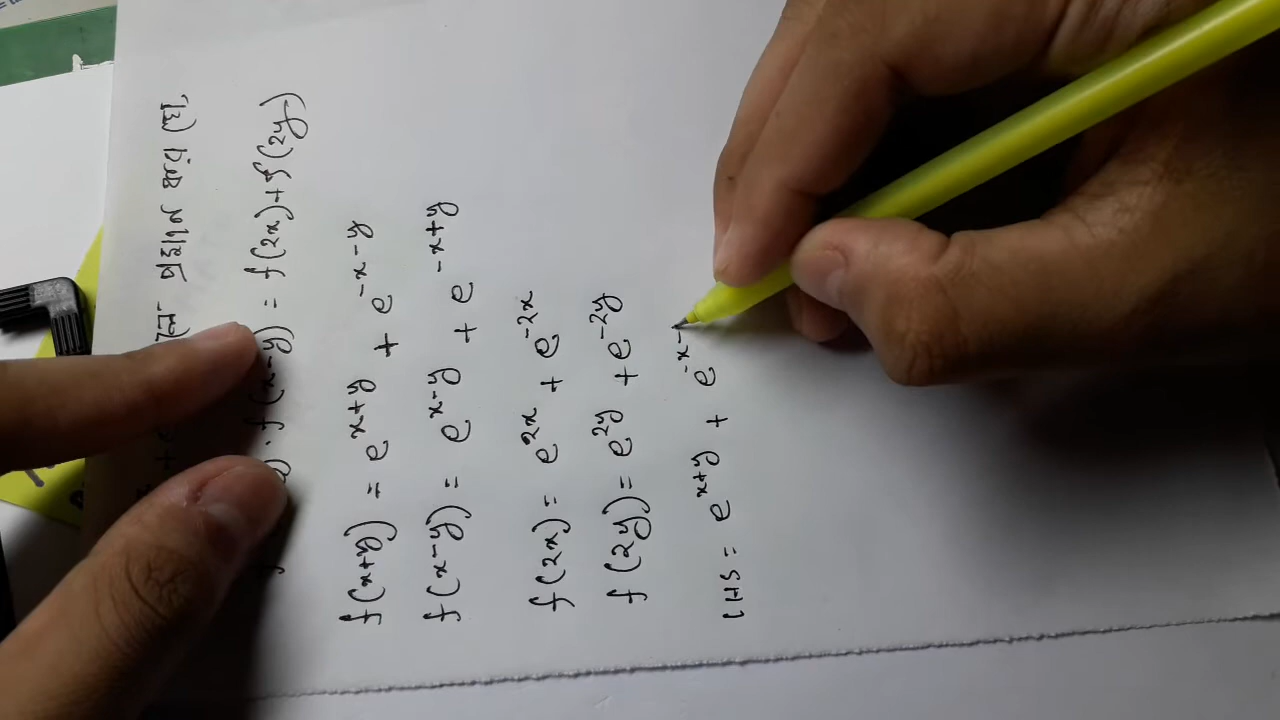 প্রমাণ করুন যে,
f(x-y) = f(2x)+f(2y)
f(x+y) = e^{x+y} + e^{-x-y}
f(x-y) = e^{x-y} + e^{-x+y}
f(2x) = e^{2x} + e^{-2x}
f(2y) = e^{2y} + e^{-2y}
LHS = e^{x+y} + e^{-x-